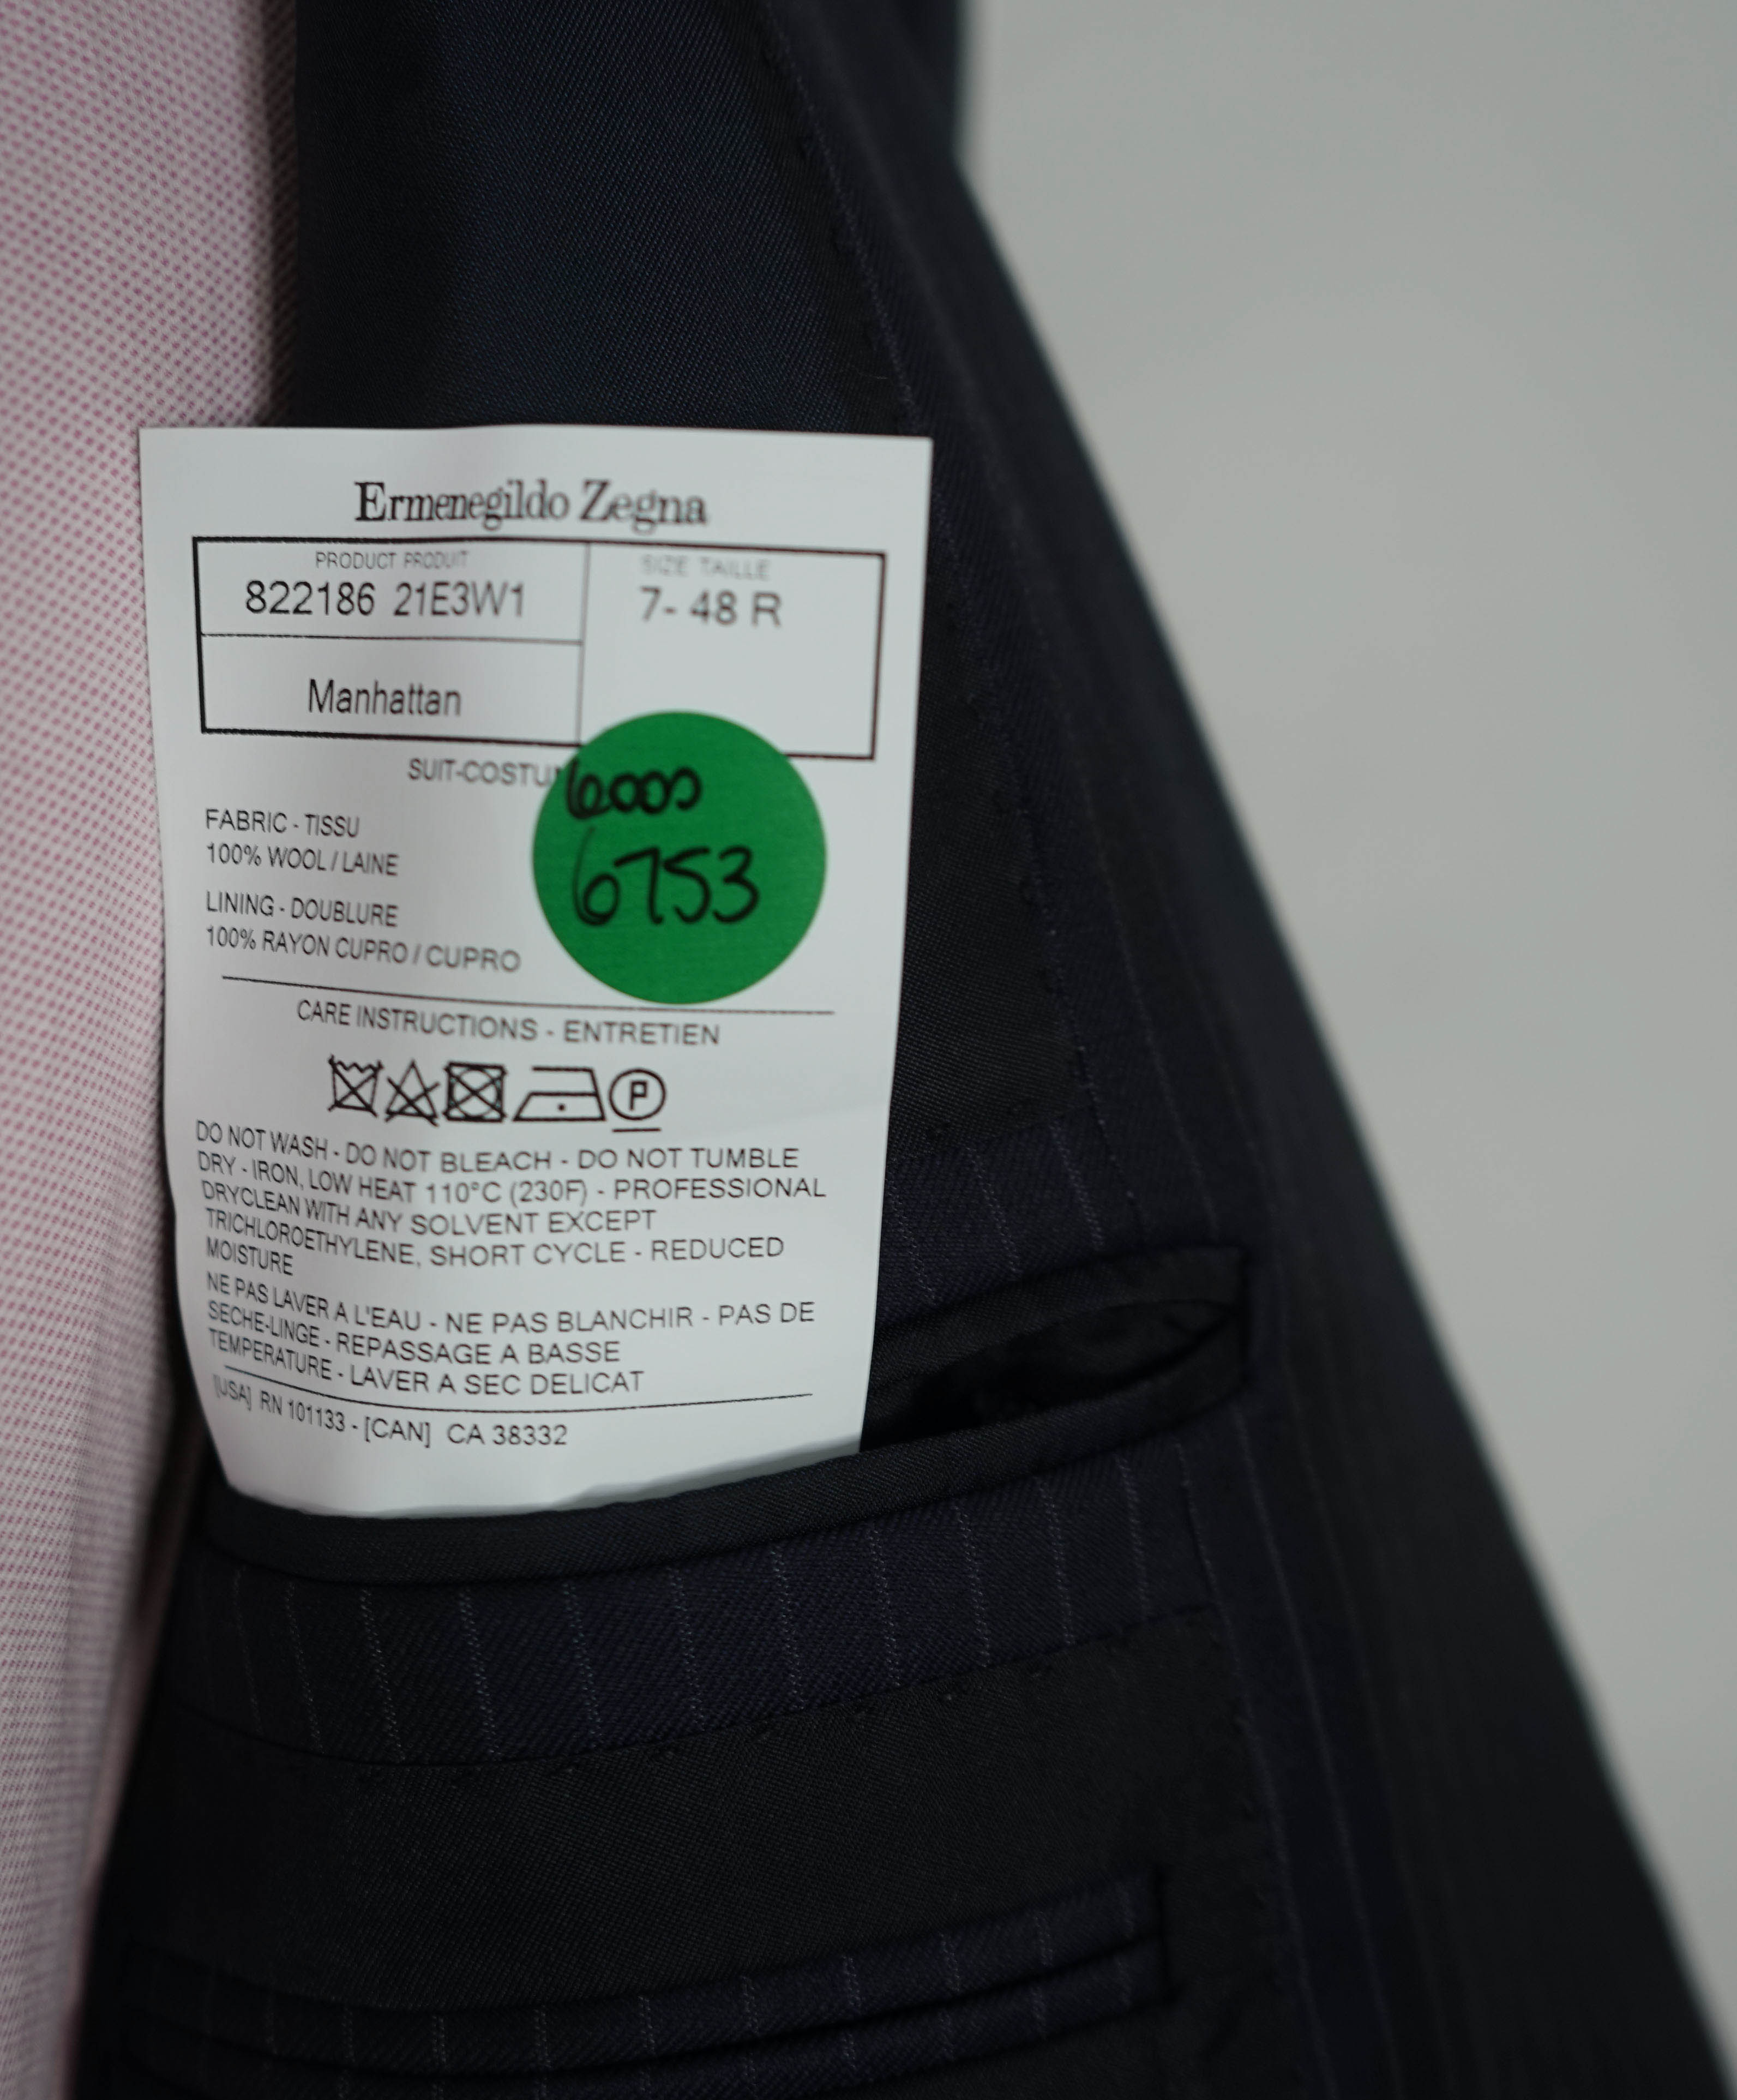 Ermenegildo Zegna
PRODUCT PRODUIT
822186 21E3W1
SIZE TAILLE
7- 48 R
Manhattan
SUIT-COSTU
6000
6753
FABRIC - TISSU
100% WOOL / LAINE
LINING - DOUBLURE
100% RAYON CUPRO / CUPRO
CARE INSTRUCTIONS - ENTRETIEN
P
DO NOT WASH - DO NOT BLEACH - DO NOT TUMBLE
DRY - IRON, LOW HEAT 110°C (230F) - PROFESSIONAL
DRYCLEAN WITH ANY SOLVENT EXCEPT
TRICHLOROETHYLENE, SHORT CYCLE - REDUCED
MOISTURE
NE PAS LAVER A L'EAU - NE PAS BLANCHIR - PAS DE
SECHE-LINGE - REPASSAGE A BASSE
TEMPERATURE - LAVER A SEC DELICAT
[USA] RN 101133 - [CAN] CA 38332